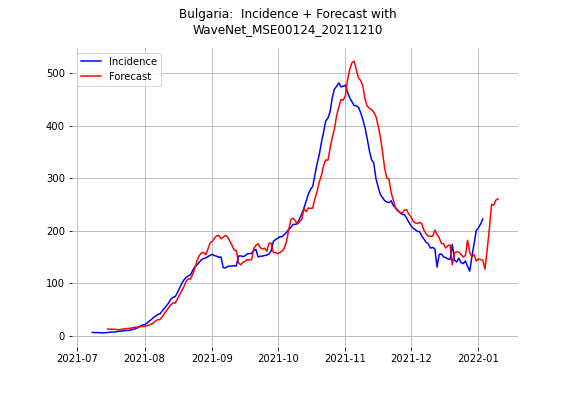 Bulgaria:  Incidence + Forecast with
WaveNet_MSE00124_20211210
Incidence
Forecast
500
400
300
200
100
0
2021-07 2021-08 2021-09 2021-10 2021-11 2021-12 2022-01